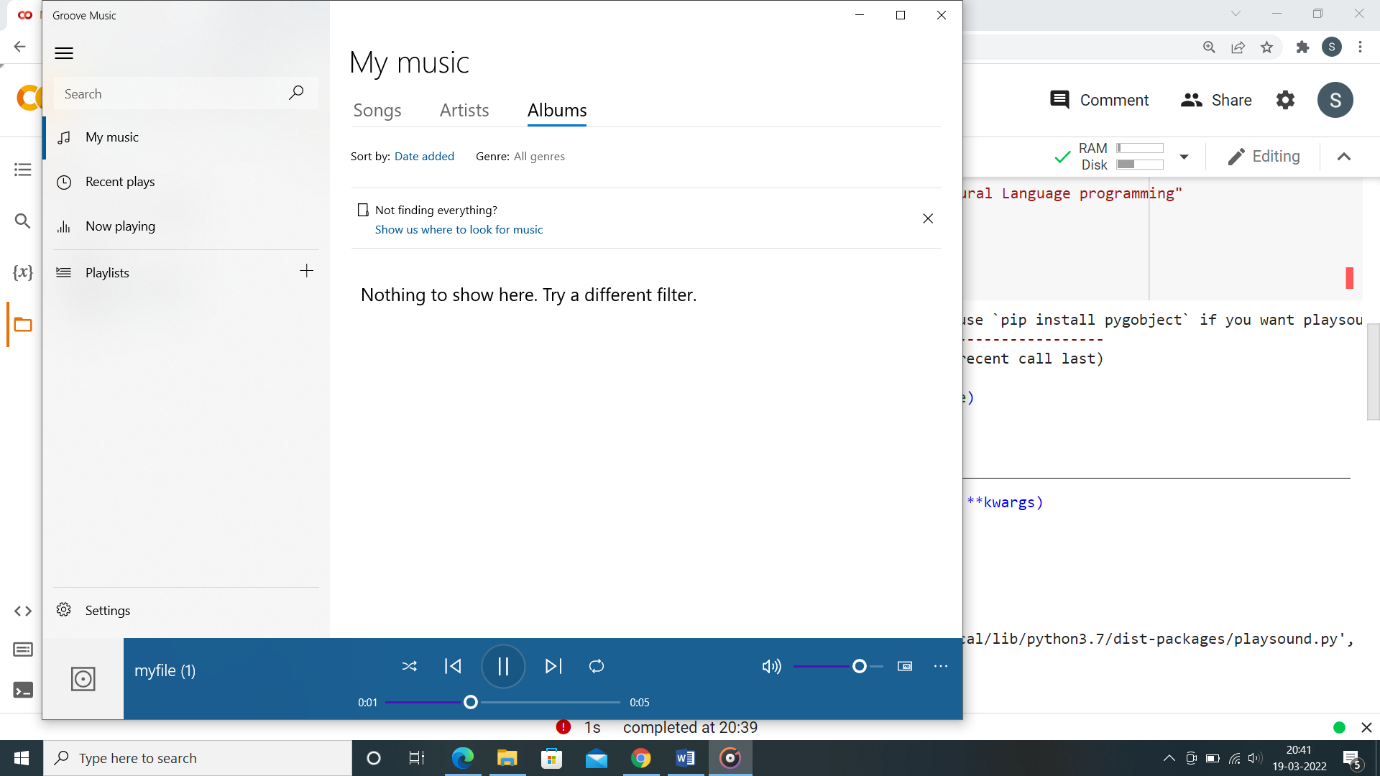 Groove Music
Search
My music
Recent plays
Now playing
Playlists
Settings
My music
Songs Artists Albums
Sort by: Date added Genre: All genres
Not finding everything?
Show us where to look for music
Nothing to show here. Try a different filter.
myfile (1)
0:01 0:05
S
Comment Share S
RAM
Disk
Editing
{x}
ural Language programming"
use `pip install pygobject` if you want playsou
------------------
recent call last)
e)
**kwargs)
cal/lib/python3.7/dist-packages/playsound.py',
1s completed at 20:39
Type here to search
20:41
19-03-2022
5